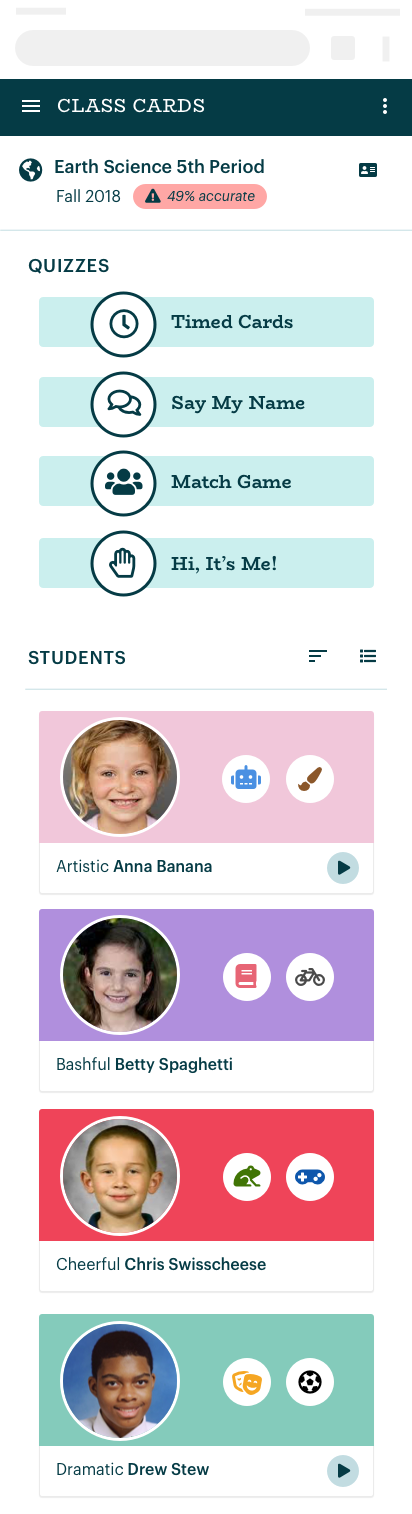 CLASS CARDS
Earth Science 5th Period
Fall 2018
49% accurate
QUIZZES
Timed Cards
Say My Name
Match Game
Hi, It’s Me!
STUDENTS
Artistic Anna Banana
Bashful Betty Spaghetti
Cheerful Chris Swisscheese
Dramatic Drew Stew